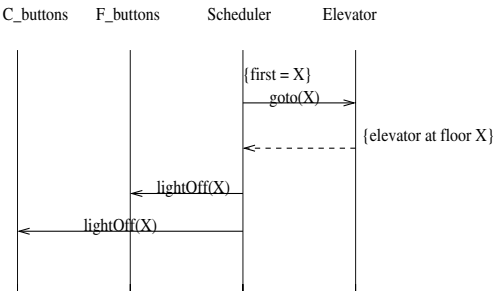 C_buttons F_buttons Scheduler Elevator
{first = X}
goto(X)
{elevator at floor X}
lightOff(X)
lightOff(X)